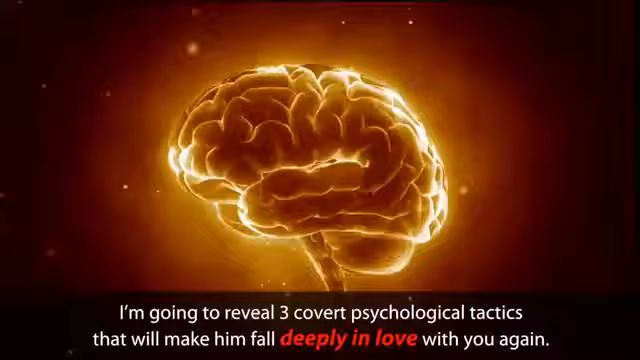 I'm going to reveal 3 covert psychological tactics
that will make him fall deeply in love with you again.